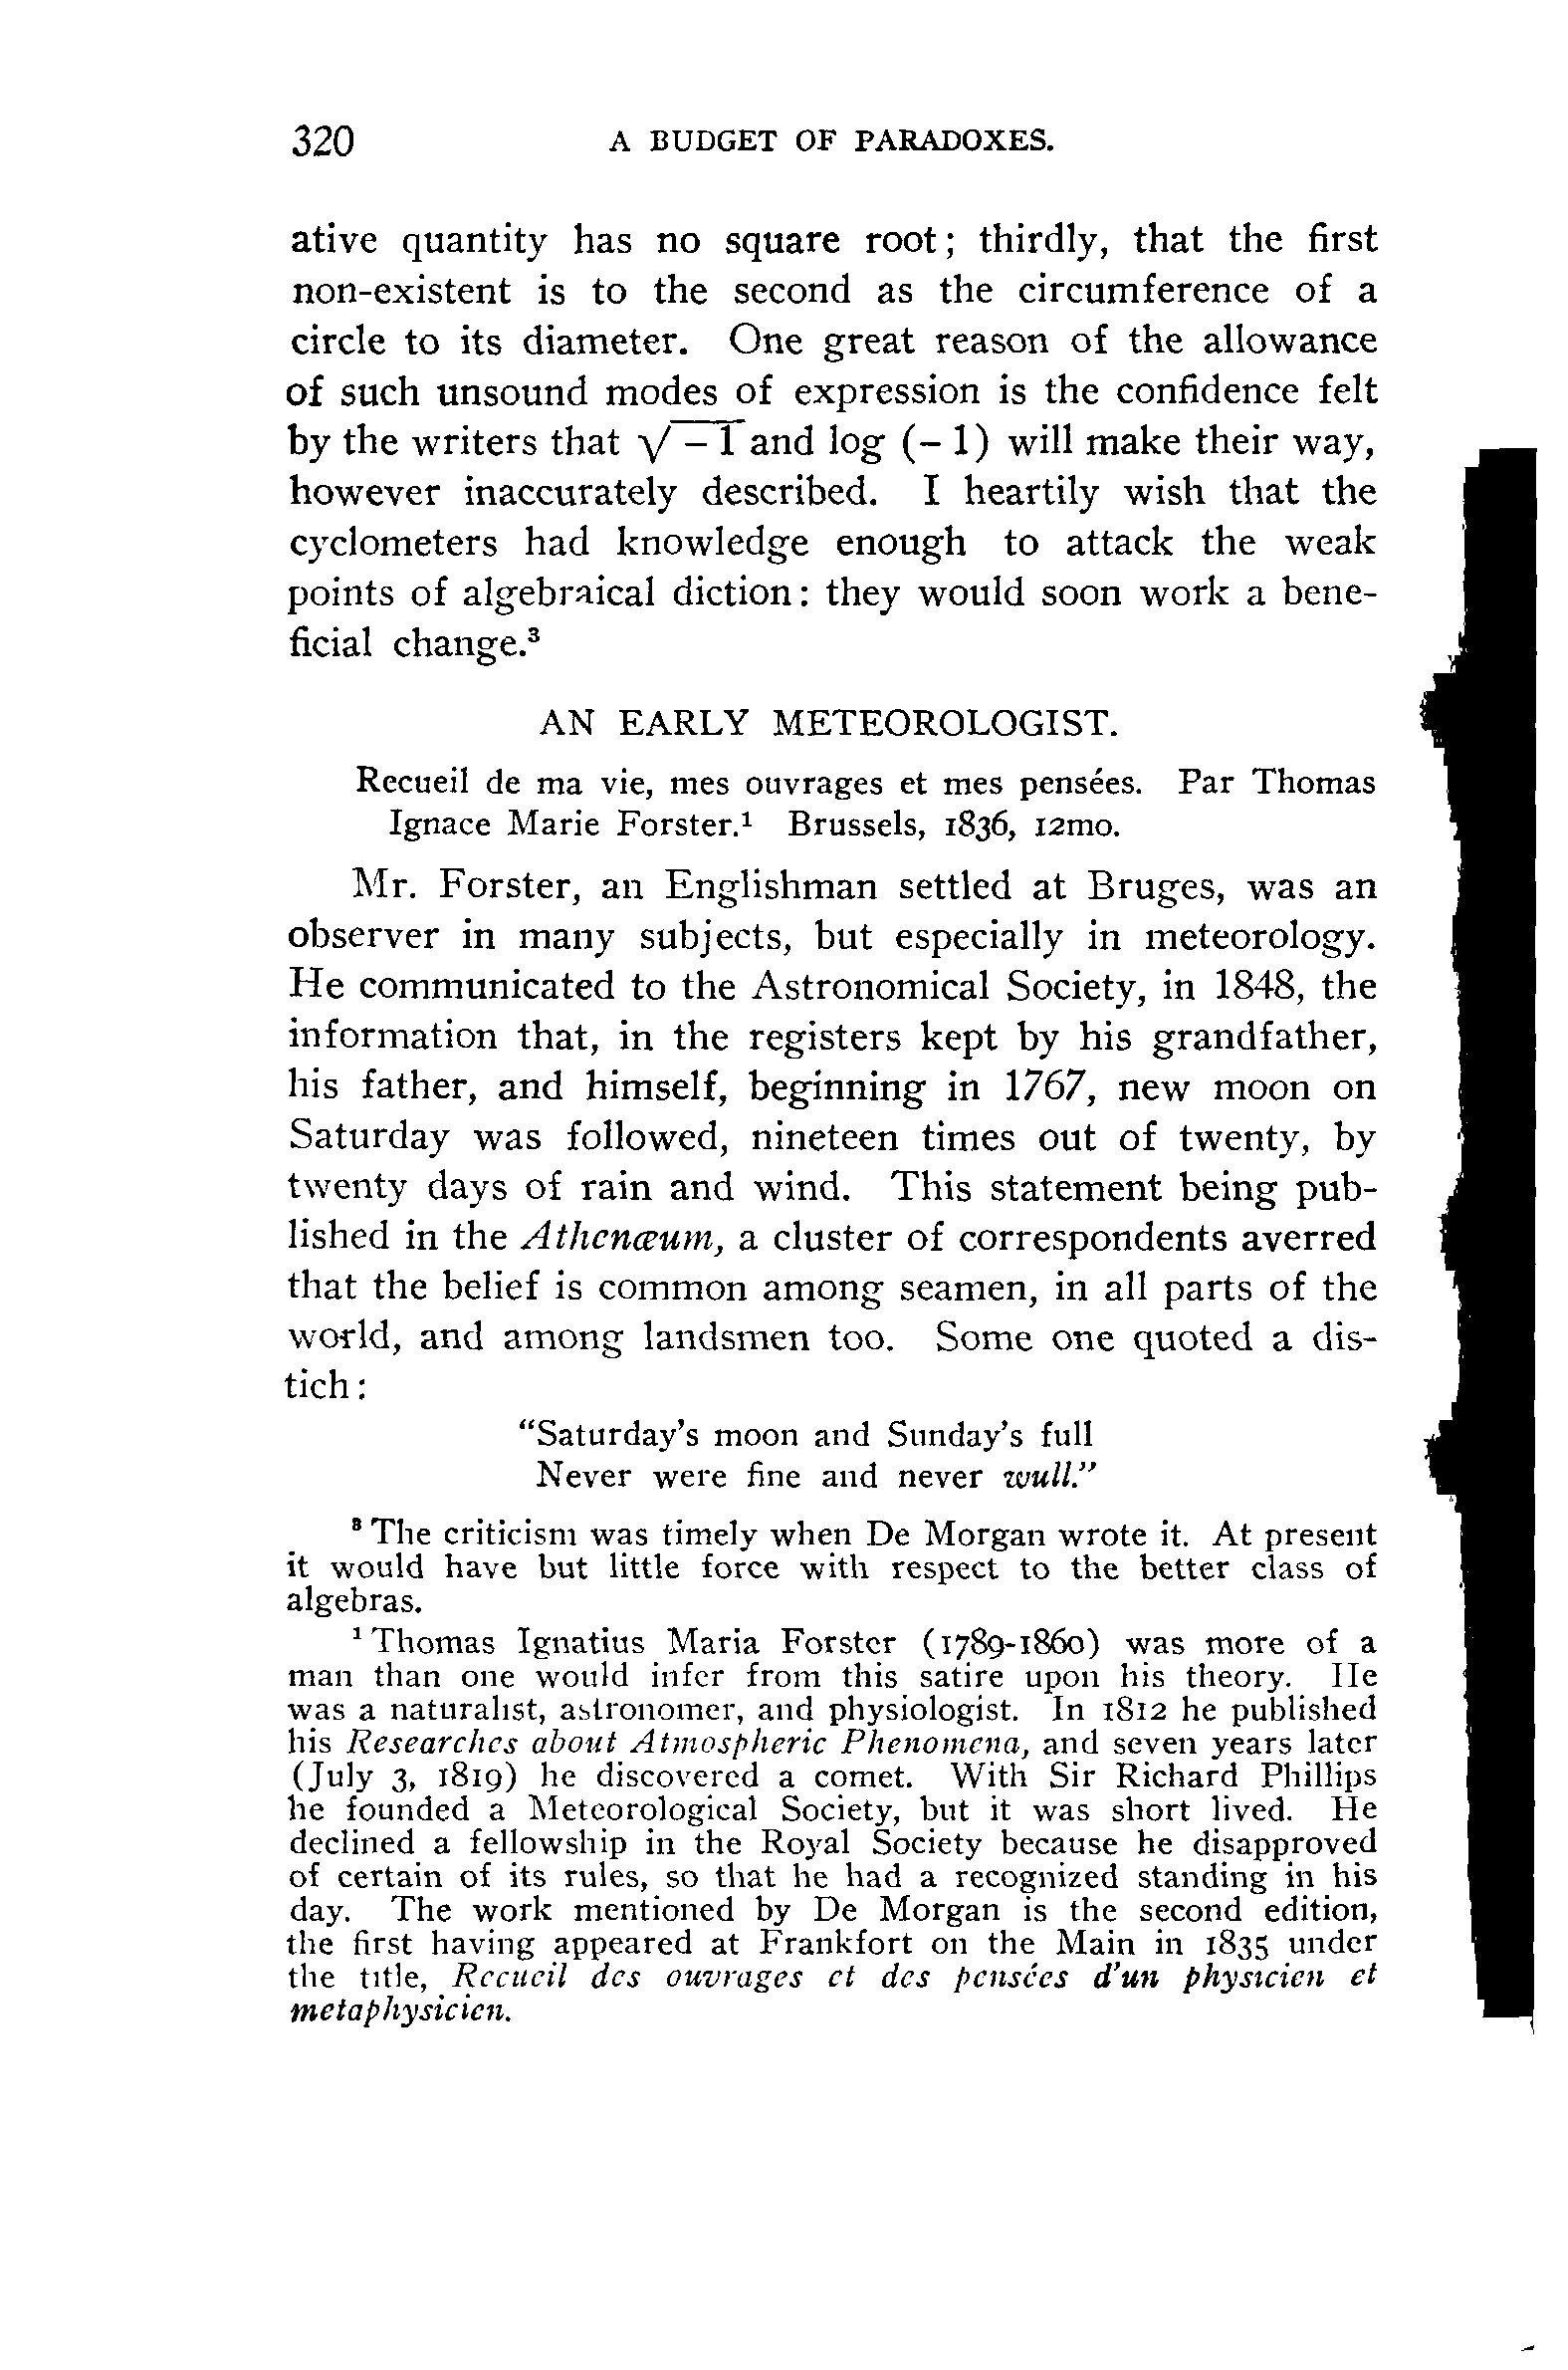 320 A BUDGET OF PARADOXES.
ative quantity has no square root; thirdly, that the first
non-existent is to the second as the circumference of a
circle to its diameter. One great reason of the allowance
of such unsound modes of expression is the confidence felt
by the writers that √-1 and log (-1) will make their way,
however inaccurately described. I heartily wish that the
cyclometers had knowledge enough to attack the weak
points of algebraical diction: they would soon work a bene-
ficial change.³
AN EARLY METEOROLOGIST.
Recueil de ma vie, mes ouvrages et mes pensées. Par Thomas
Ignace Marie Forster.¹ Brussels, 1836, 12mo.
Mr. Forster, an Englishman settled at Bruges, was an
observer in many subjects, but especially in meteorology.
He communicated to the Astronomical Society, in 1848, the
information that, in the registers kept by his grandfather,
his father, and himself, beginning in 1767, new moon on
Saturday was followed, nineteen times out of twenty, by
twenty days of rain and wind. This statement being pub-
lished in the Athenæum, a cluster of correspondents averred
that the belief is common among seamen, in all parts of the
world, and among landsmen too. Some one quoted a dis-
tich:
“Saturday's moon and Sunday's full
Never were fine and never wull.”
³ The criticism was timely when De Morgan wrote it. At present
it would have but little force with respect to the better class of
algebras.
¹ Thomas Ignatius Maria Forster (1789-1860) was more of a
man than one would infer from this satire upon his theory. He
was a naturalist, astronomer, and physiologist. In 1812 he published
his Researches about Atmospheric Phenomena, and seven years later
(July 3, 1819) he discovered a comet. With Sir Richard Phillips
he founded a Meteorological Society, but it was short lived. He
declined a fellowship in the Royal Society because he disapproved
of certain of its rules, so that he had a recognized standing in his
day. The work mentioned by De Morgan is the second edition,
the first having appeared at Frankfort on the Main in 1835 under
the title, Recueil des ouvrages et des pensées d'un physicien et
metaphysicien.